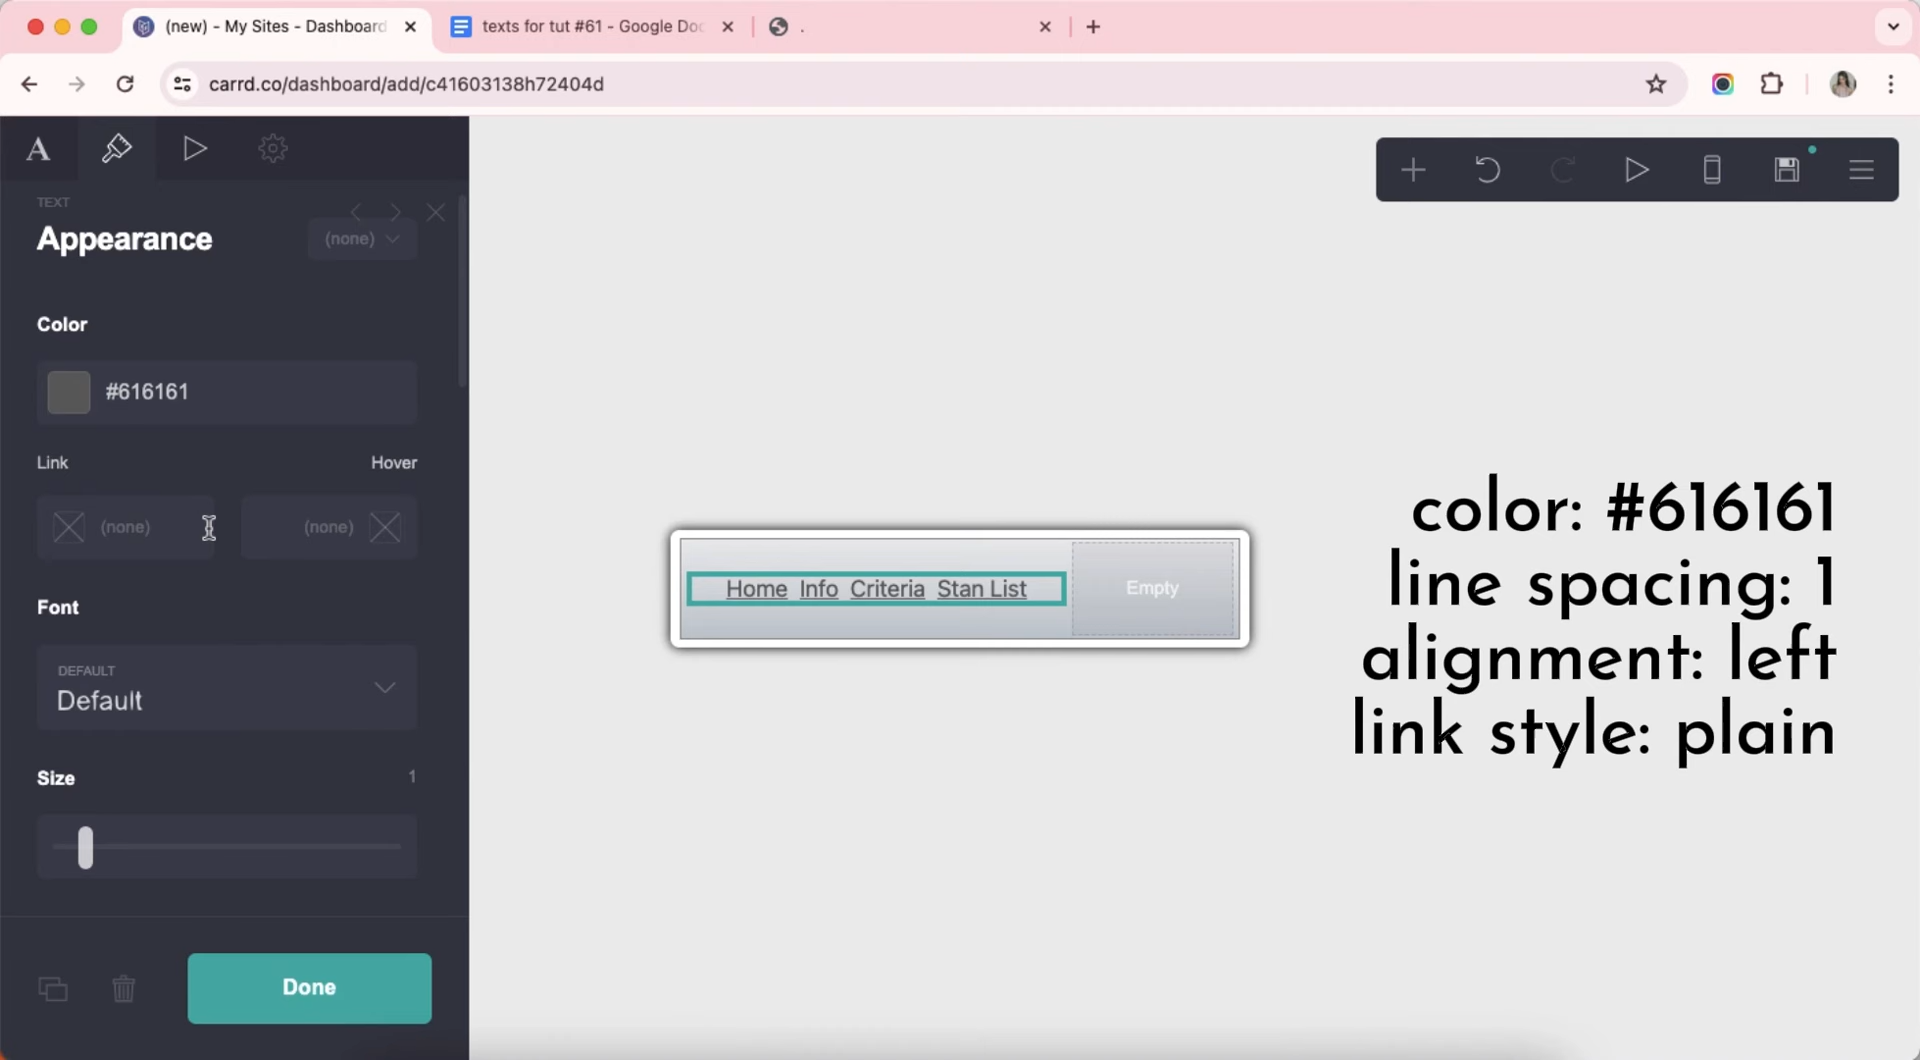 (new) - My Sites - Dashboard
texts for tut #61 - Google Doc
.
carrd.co/dashboard/add/c41603138h72404d
A
TEXT
Appearance
(none)
Color
#616161
Link
Hover
(none)
(none)
Font
DEFAULT
Default
Size
1
Done
Home Info Criteria Stan List
Empty
color: #616161
line spacing: 1
alignment: left
link style: plain